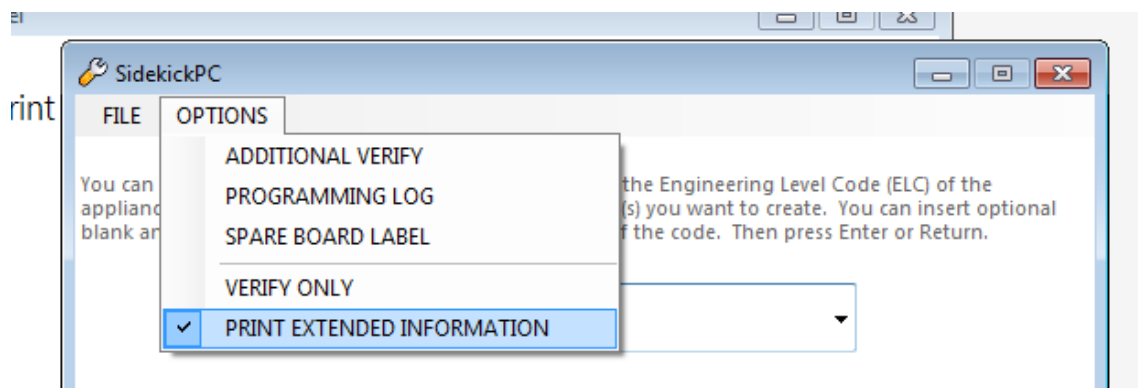 rint
SidekickPC
FILE OPTIONS
ADDITIONAL VERIFY
PROGRAMMING LOG
SPARE BOARD LABEL
VERIFY ONLY
PRINT EXTENDED INFORMATION
You can the Engineering Level Code (ELC) of the
applianc (s) you want to create. You can insert optional
blank an f the code. Then press Enter or Return.